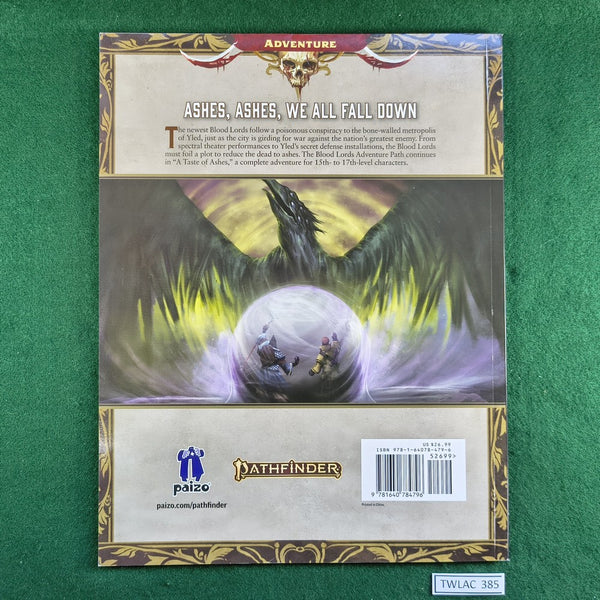 ADVENTURE
ASHES, ASHES, WE ALL FALL DOWN
The newest Blood Lords follow a poisonous conspiracy to the bone-walled metropolis
of Yled, just as the city is girding for war against the nation's greatest enemy. From
spectral theater performances to Yled's secret defense installations, the Blood Lords
must foil a plot to reduce the dead to ashes. The Blood Lords Adventure Path continues
in "A Taste of Ashes," a complete adventure for 15th- to 17th-level characters.
US $26.99
ISBN 978-1-64078-479-6
52699>
9 781640 784796
Printed in China.
paizo
PATHFINDER
paizo.com/pathfinder
TWLAC 385